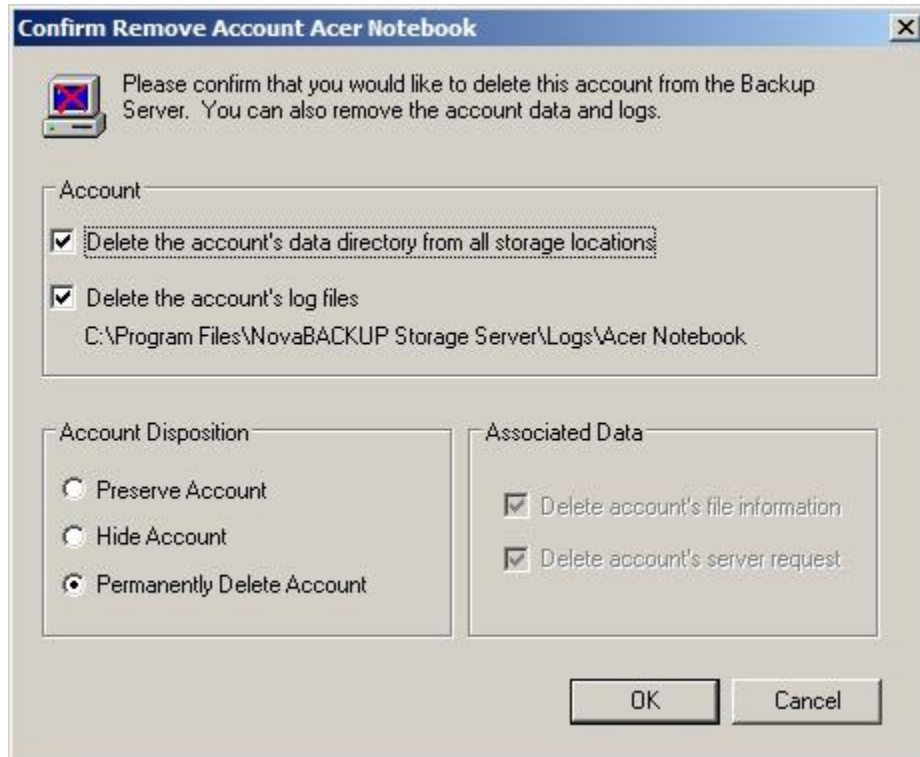 Confirm Remove Account Acer Notebook
Please confirm that you would like to delete this account from the Backup
Server. You can also remove the account data and logs.
Account
Delete the account's data directory from all storage locations
Delete the account's log files
C:\Program Files\NovaBACKUP Storage Server\Logs\Acer Notebook
Account Disposition
Preserve Account
Hide Account
Permanently Delete Account
Associated Data
Delete account's file information
Delete account's server request
OK
Cancel